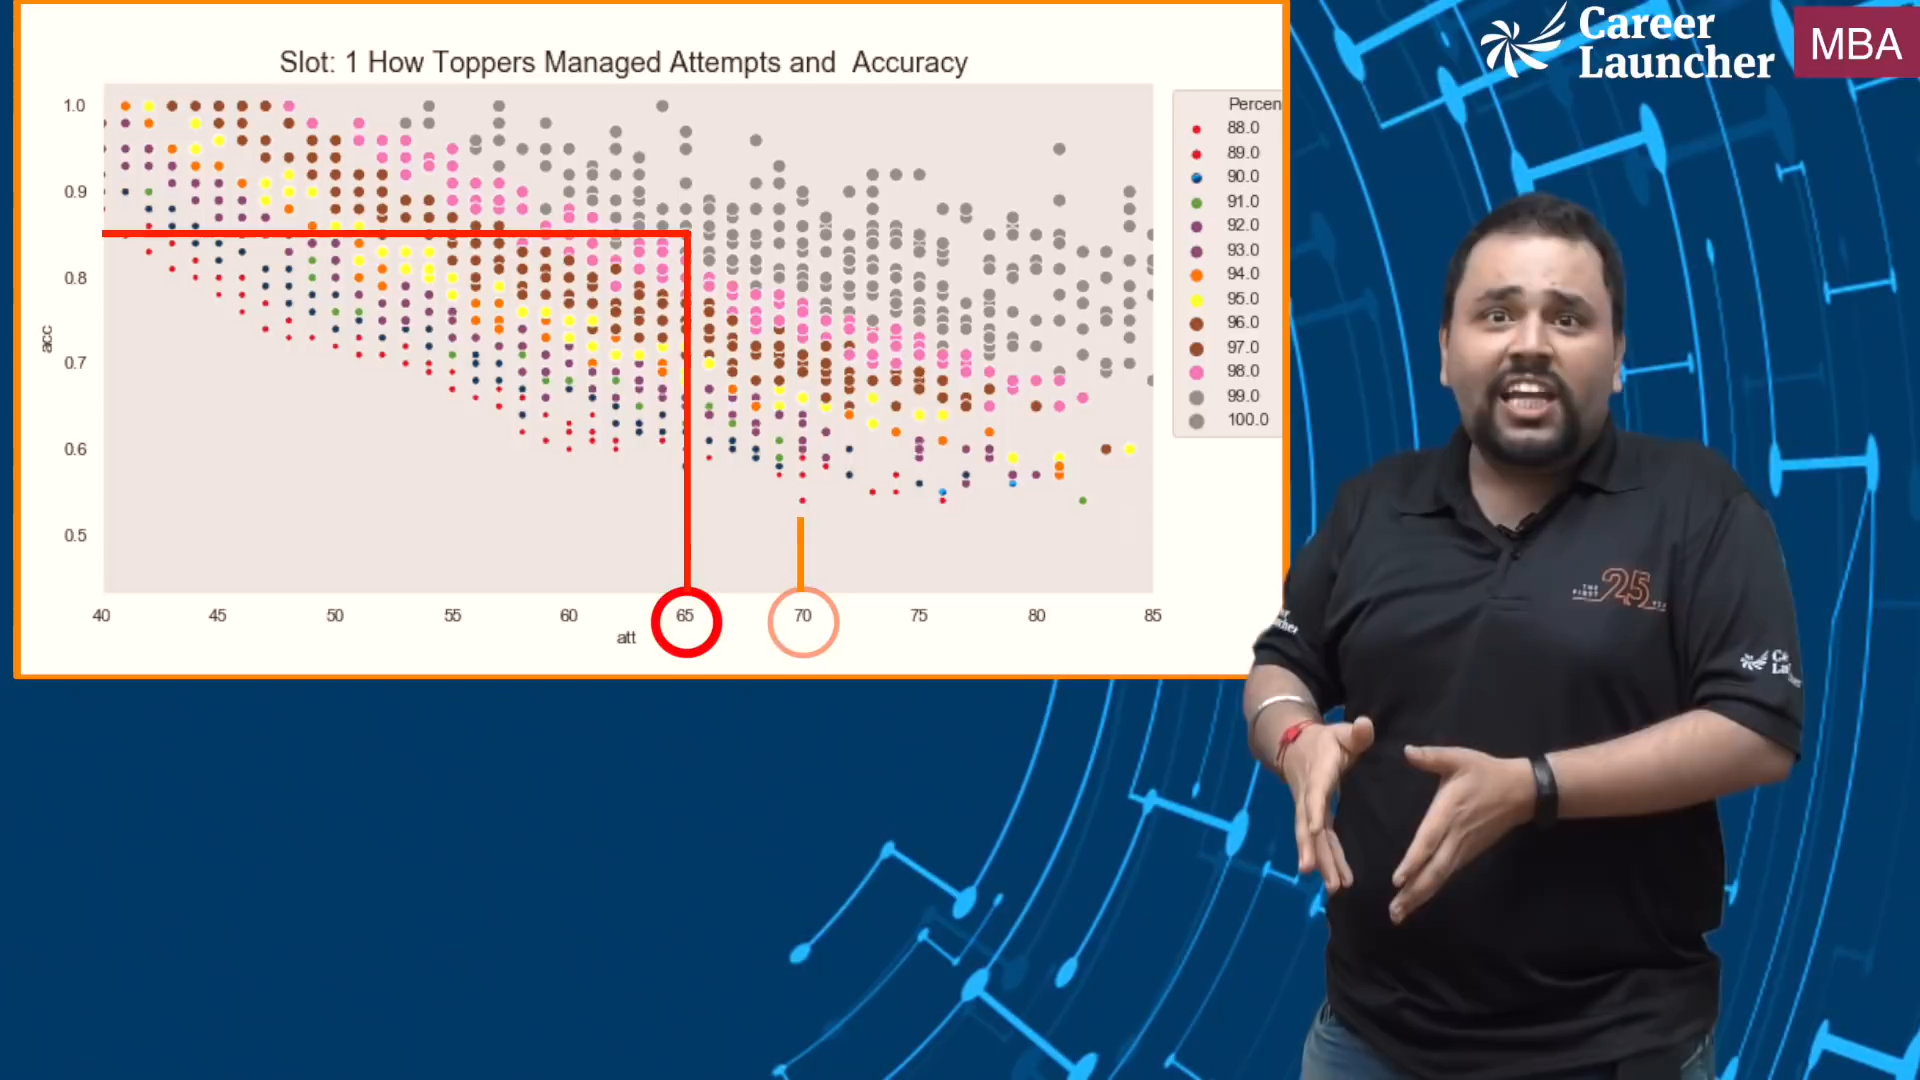 Slot: 1 How Toppers Managed Attempts and Accuracy
Career
Launcher
MBA
acc
1.0
0.9
0.8
0.7
0.6
0.5
40 45 50 55 60 65 70 75 80 85
att
Percen
88.0
89.0
90.0
91.0
92.0
93.0
94.0
95.0
96.0
97.0
98.0
99.0
100.0
THE
FIRST 25